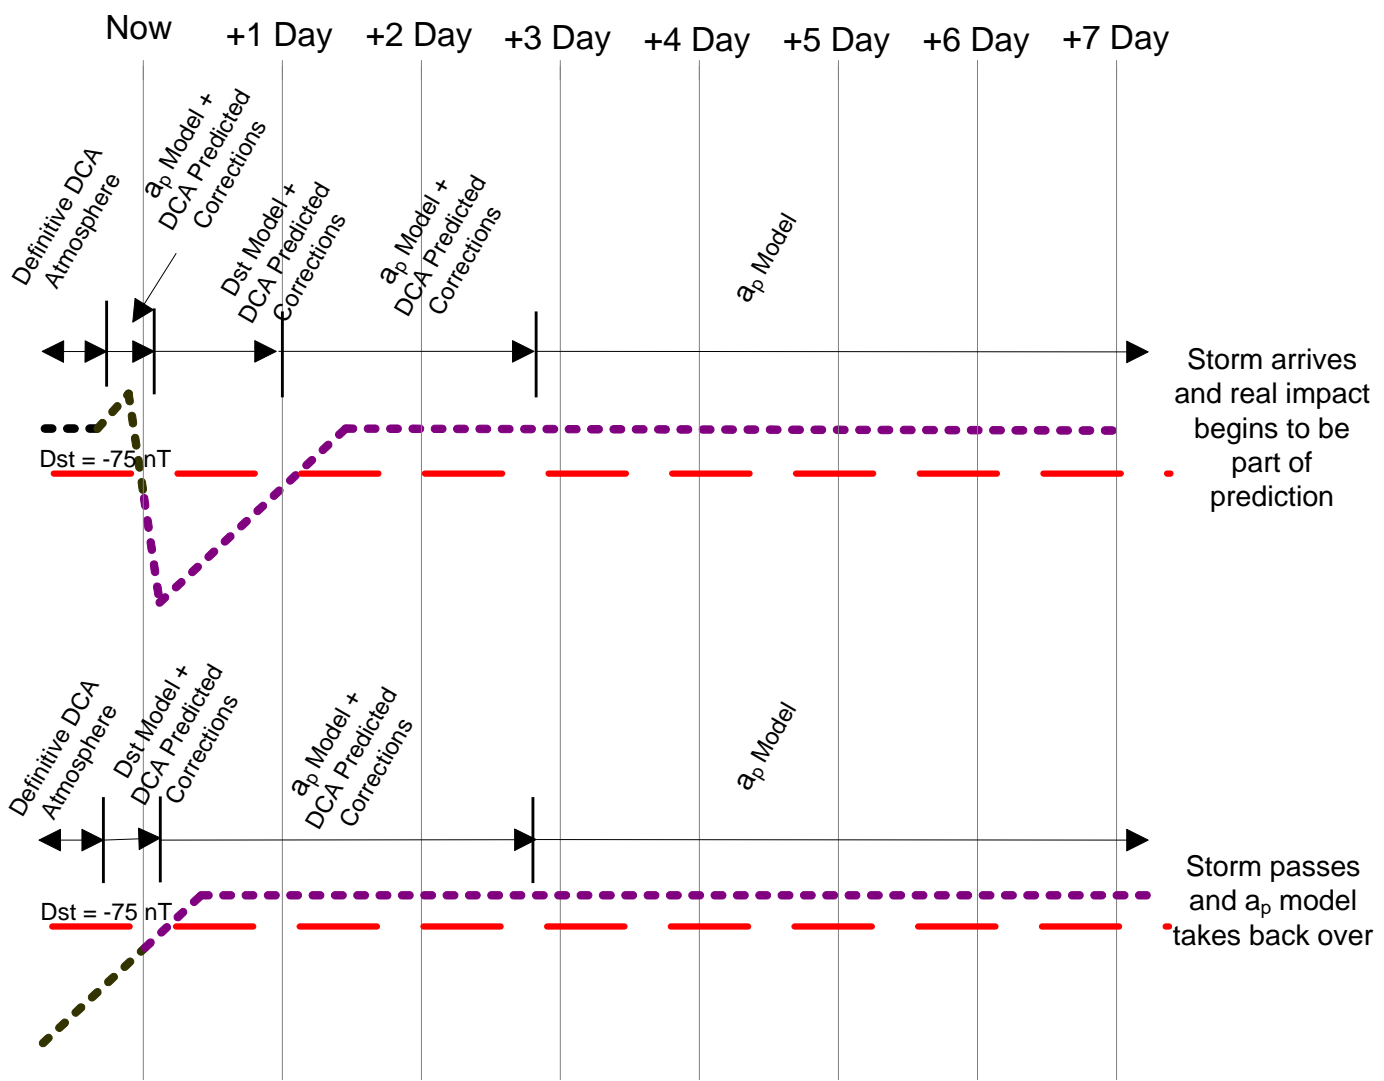 Now
+1 Day
+2 Day
+3 Day
+4 Day
+5 Day
+6 Day
+7 Day
Definitive DCA
Atmosphere
ap Model +
DCA Predicted
Corrections
Dst Model +
DCA Predicted
Corrections
ap Model +
DCA Predicted
Corrections
ap Model
Dst = -75 nT
Storm arrives
and real impact
begins to be
part of
prediction
Definitive DCA
Atmosphere
Dst Model +
DCA Predicted
Corrections
ap Model +
DCA Predicted
Corrections
ap Model
Dst = -75 nT
Storm passes
and ap model
takes back over